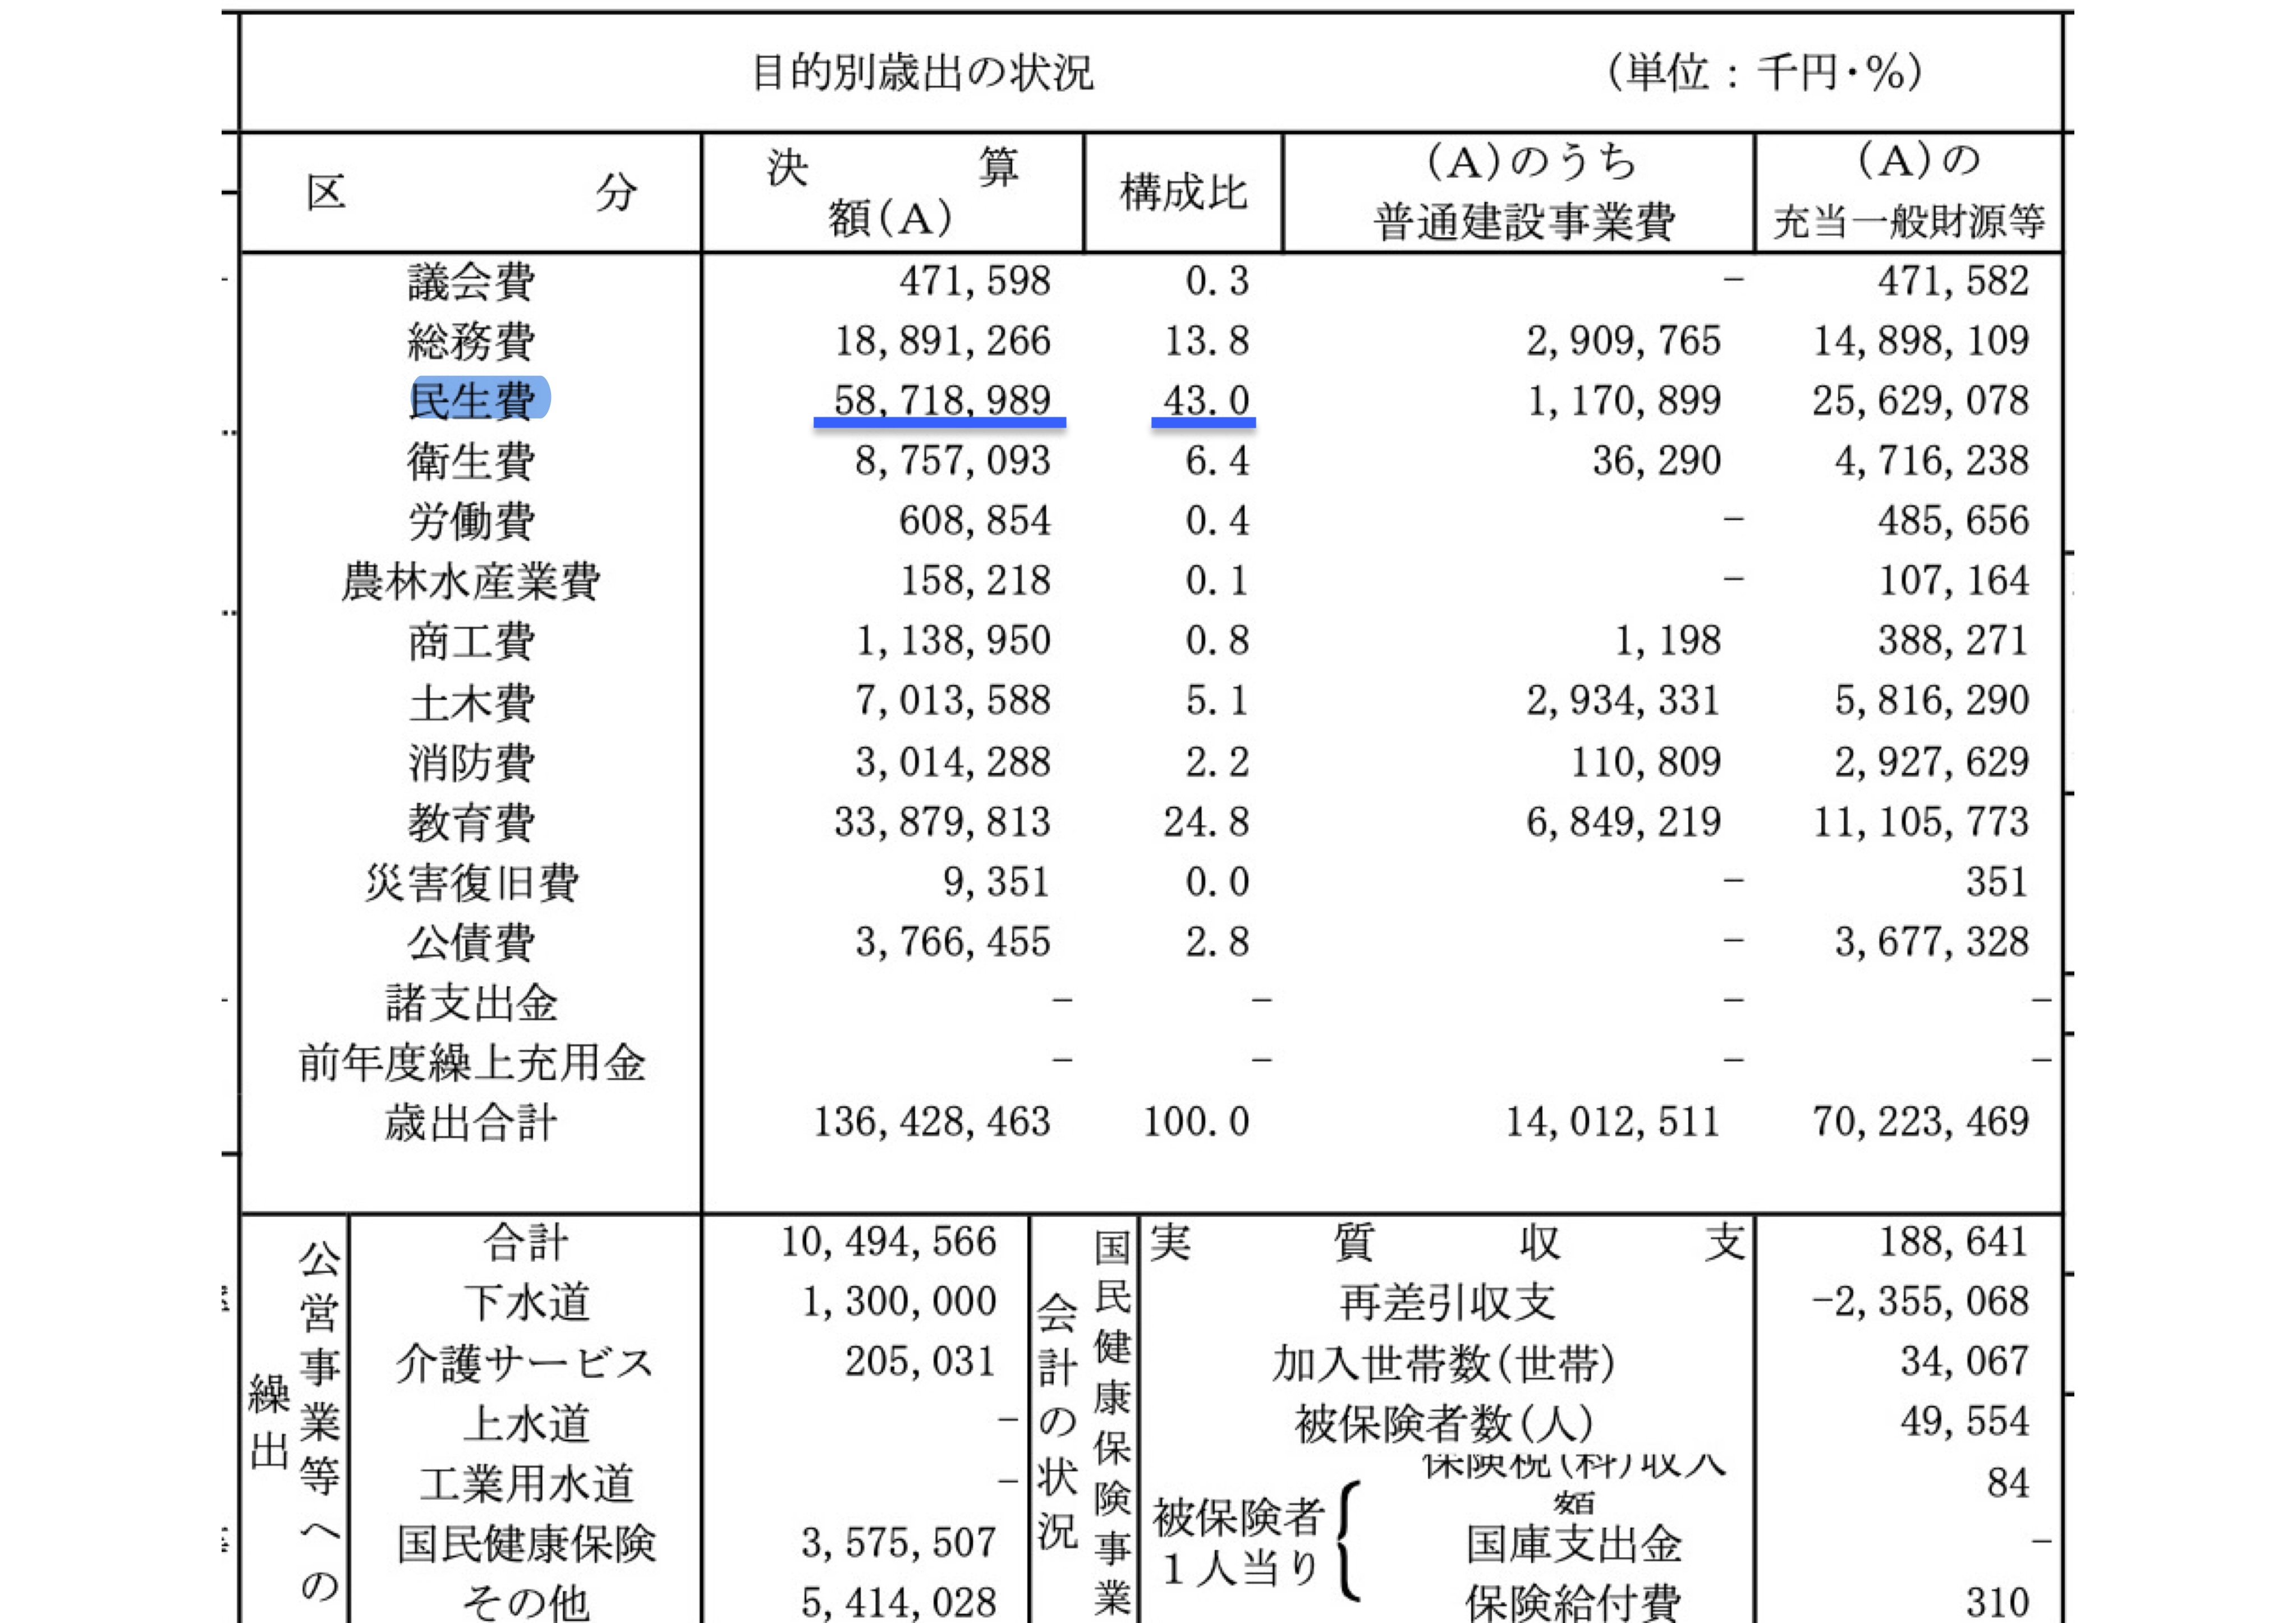 目的別歳出の状況 (単位：千円・%)
区分 決算額(A) 構成比 (A)のうち普通建設事業費 (A)の充当一般財源等
議会費 471,598 0.3 - 471,582
総務費 18,891,266 13.8 2,909,765 14,898,109
民生費 58,718,989 43.0 1,170,899 25,629,078
衛生費 8,757,093 6.4 36,290 4,716,238
労働費 608,854 0.4 - 485,656
農林水産業費 158,218 0.1 - 107,164
商工費 1,138,950 0.8 1,198 388,271
土木費 7,013,588 5.1 2,934,331 5,816,290
消防費 3,014,288 2.2 110,809 2,927,629
教育費 33,879,813 24.8 6,849,219 11,105,773
災害復旧費 9,351 0.0 - 351
公債費 3,766,455 2.8 - 3,677,328
諸支出金 - - - -
前年度繰上充用金 - - - -
歳出合計 136,428,463 100.0 14,012,511 70,223,469
公営事業等への
繰出
合計 10,494,566
下水道 1,300,000
介護サービス 205,031
上水道 -
工業用水道 -
国民健康保険 3,575,507
その他 5,414,028
国民健康保険事業
会計の状況
実質収支 188,641
再差引収支 -2,355,068
加入世帯数(世帯) 34,067
被保険者数(人) 49,554
被保険者
1人当り
保険税(料)収入額 84
国庫支出金 -
保険給付費 310